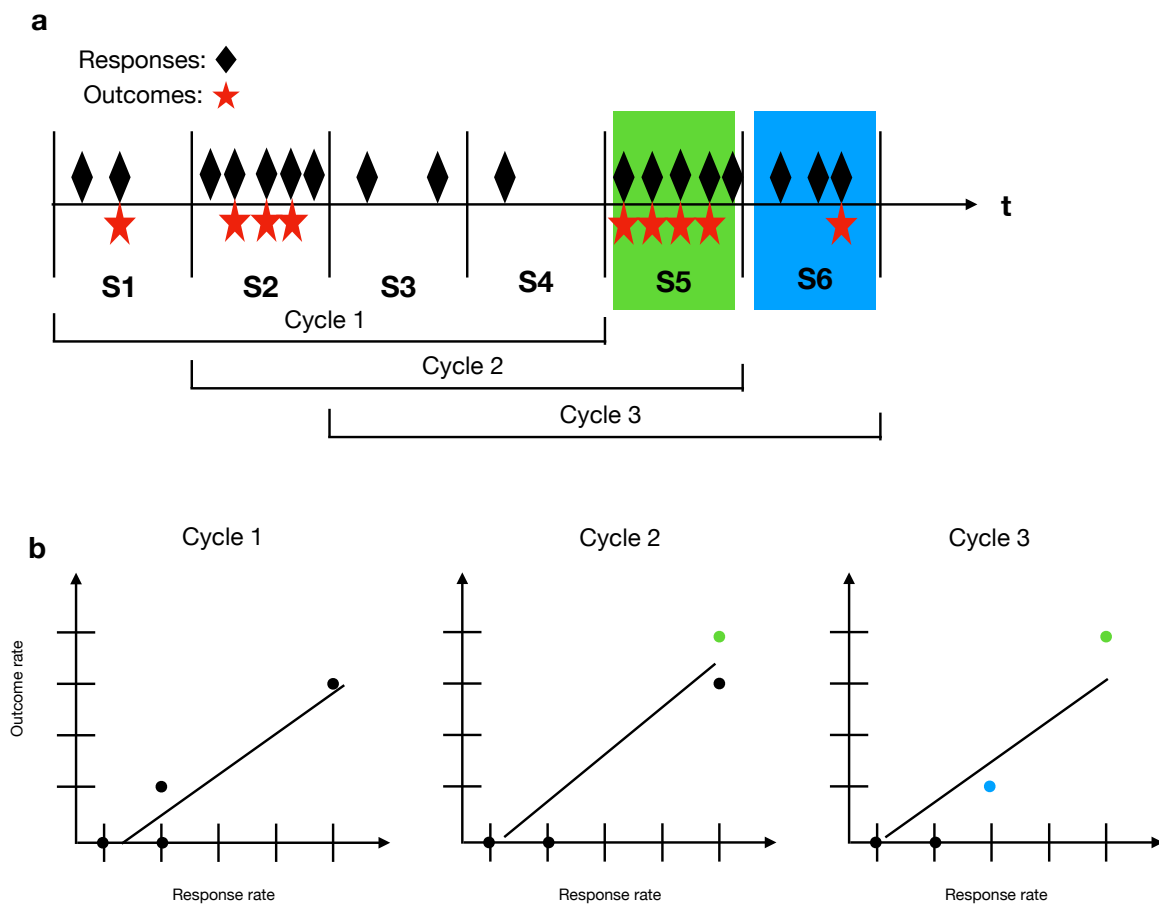 a
Responses:
Outcomes:
t
S1 S2 S3 S4 S5 S6
Cycle 1
Cycle 2
Cycle 3
b
Cycle 1 Cycle 2 Cycle 3
Outcome rate
Response rate Response rate Response rate